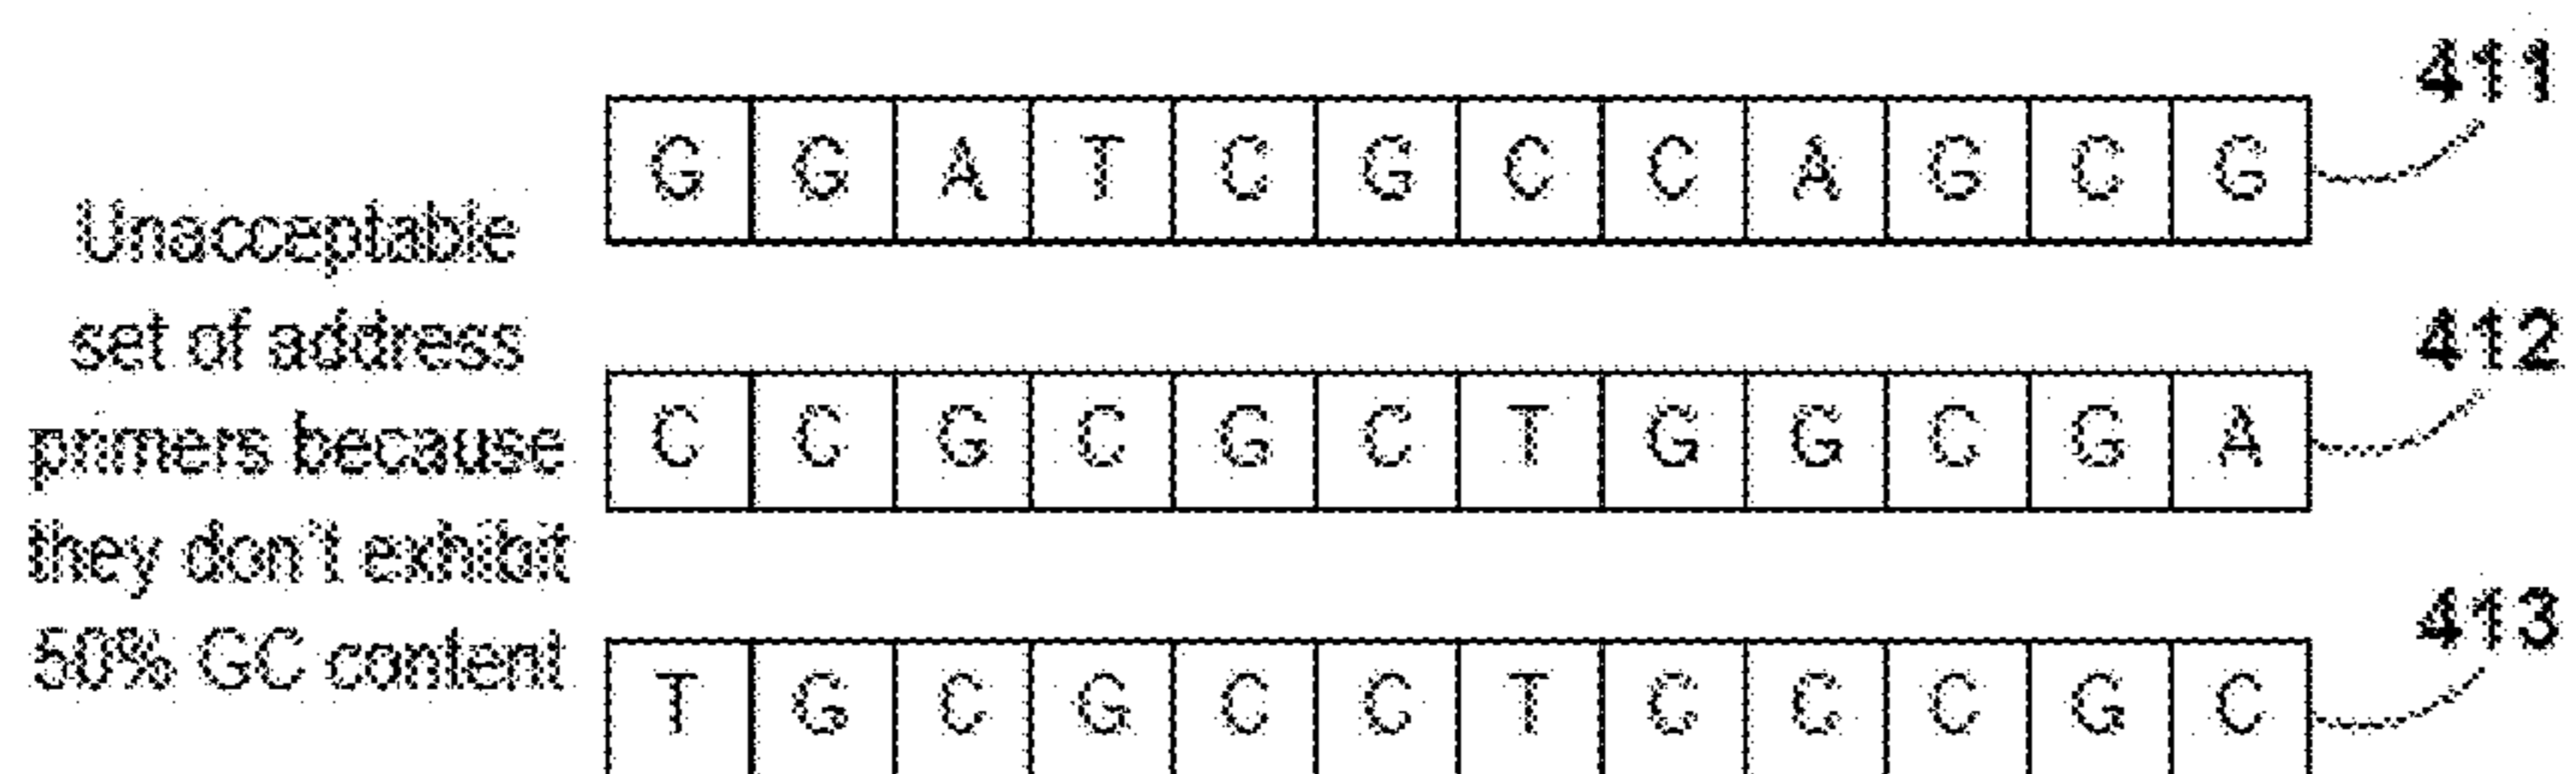 411
G G A T C G C C A G C G
Unacceptable
set of address
primers because
they don't exhibit
50% GC content
412
C C G C G C T G G C G A
413
T G C G C C T C C C G C